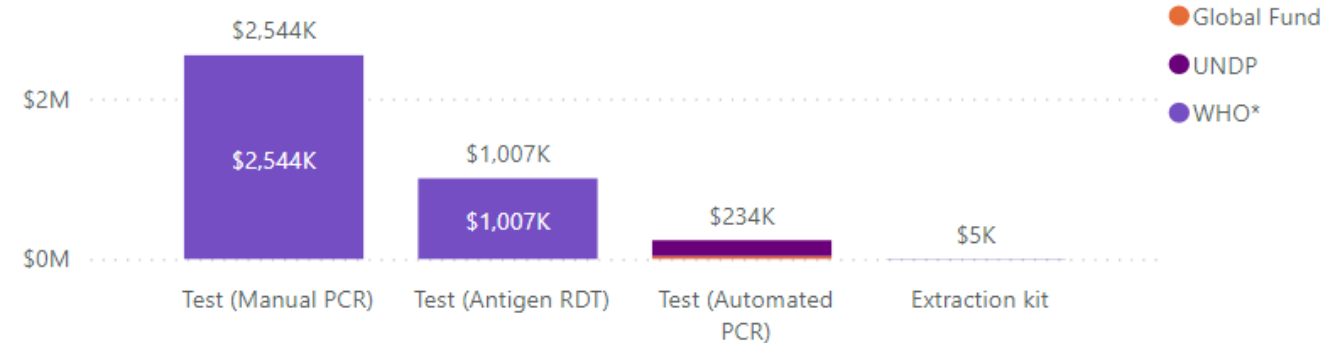 Global Fund
UNDP
WHO*
$2M
$0M
$2,544K
$2,544K
$1,007K
$1,007K
$234K
$5K
Test (Manual PCR)
Test (Antigen RDT)
Test (Automated
PCR)
Extraction kit